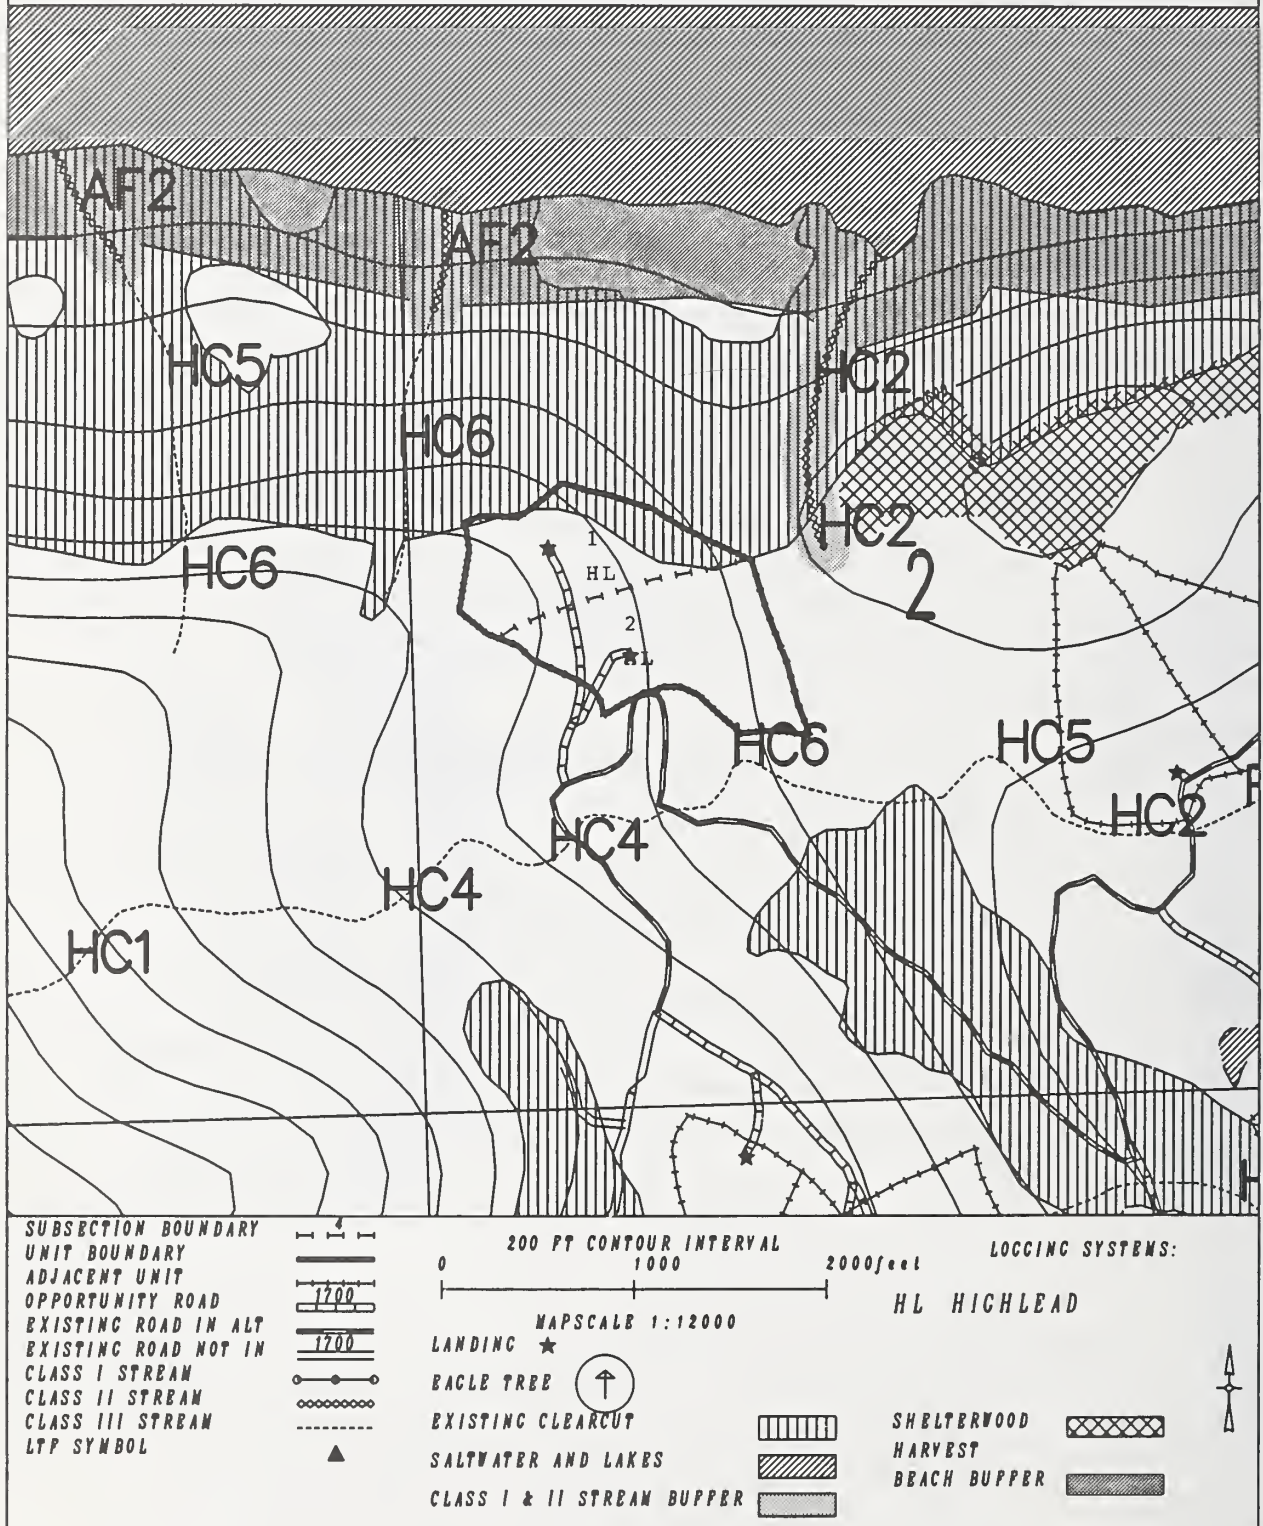 AF2
AF2
HC5
HC2
HC6
HC2
1
HC6
HL
2
2
HL
HC6
HC5
HC2
HC4
HC4
HC1
SUBSECTION BOUNDARY 4
UNIT BOUNDARY
ADJACENT UNIT
OPPORTUNITY ROAD 1700
EXISTING ROAD IN ALT
EXISTING ROAD NOT IN 1700
CLASS I STREAM
CLASS II STREAM
CLASS III STREAM
LTF SYMBOL
200 FT CONTOUR INTERVAL
0 1000 2000feet
MAPSCALE 1:12000
LANDING
EAGLE TREE
EXISTING CLEARCUT
SALTWATER AND LAKES
CLASS I & II STREAM BUFFER
LOGGING SYSTEMS:
HL HIGHLEAD
SHELTERWOOD
HARVEST
BEACH BUFFER